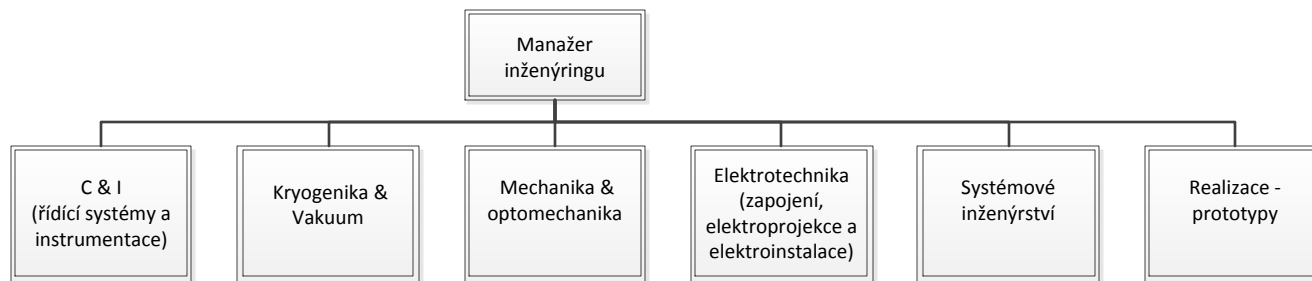 Manažer
inženýringu
C & I
(řídící systémy a
instrumentace)
Kryogenika &
Vakuum
Mechanika &
optomechanika
Elektrotechnika
(zapojení,
elektroprojekce a
elektroinstalace)
Systémové
inženýrství
Realizace -
prototypy